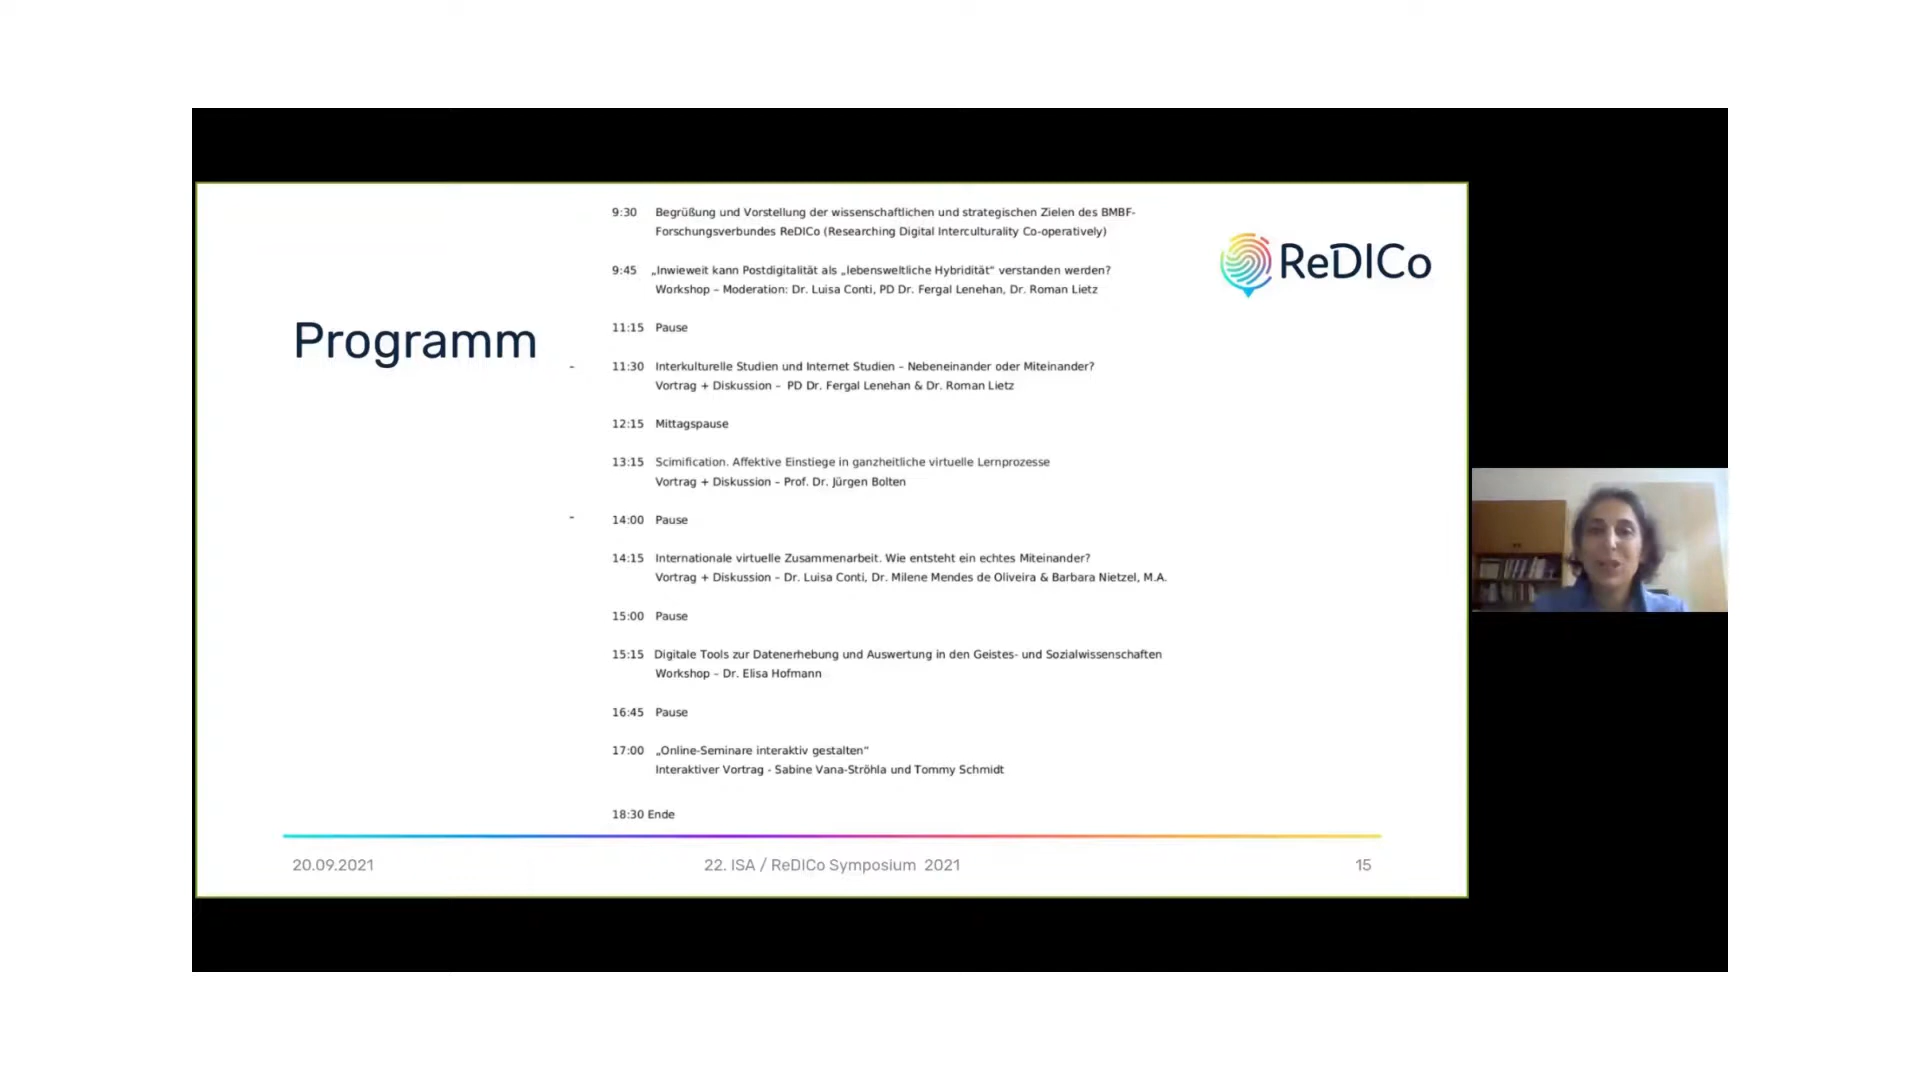 Programm
ReDICo
9:30 Begrüßung und Vorstellung der wissenschaftlichen und strategischen Zielen des BMBF-
Forschungsverbundes ReDICo (Researching Digital Interculturality Co-operatively)
9:45 „Inwieweit kann Postdigitalität als „lebensweltliche Hybridität“ verstanden werden?
Workshop – Moderation: Dr. Luisa Conti, PD Dr. Fergal Lenehan, Dr. Roman Lietz
11:15 Pause
- 11:30 Interkulturelle Studien und Internet Studien – Nebeneinander oder Miteinander?
Vortrag + Diskussion – PD Dr. Fergal Lenehan & Dr. Roman Lietz
12:15 Mittagspause
13:15 Scimification. Affektive Einstiege in ganzheitliche virtuelle Lernprozesse
Vortrag + Diskussion – Prof. Dr. Jürgen Bolten
- 14:00 Pause
14:15 Internationale virtuelle Zusammenarbeit. Wie entsteht ein echtes Miteinander?
Vortrag + Diskussion – Dr. Luisa Conti, Dr. Milene Mendes de Oliveira & Barbara Nietzel, M.A.
15:00 Pause
15:15 Digitale Tools zur Datenerhebung und Auswertung in den Geistes- und Sozialwissenschaften
Workshop – Dr. Elisa Hofmann
16:45 Pause
17:00 „Online-Seminare interaktiv gestalten“
Interaktiver Vortrag - Sabine Vana-Ströhla und Tommy Schmidt
18:30 Ende
20.09.2021
22. ISA / ReDICo Symposium 2021
15